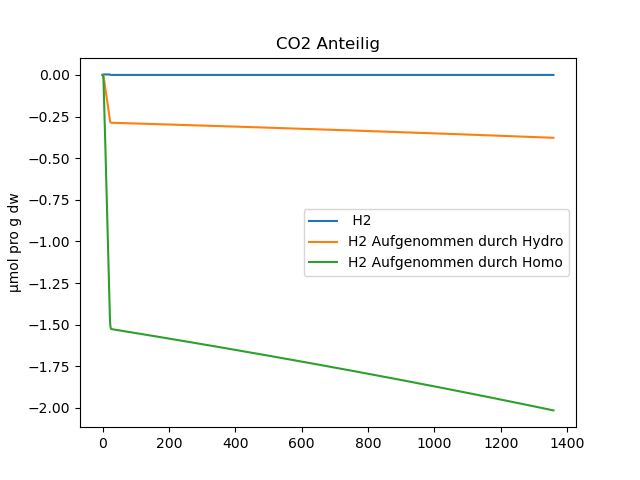 CO2 Anteilig
0.00
−0.25
−0.50
−0.75
−1.00
−1.25
−1.50
−1.75
−2.00
µmol pro g dw
H2
H2 Aufgenommen durch Hydro
H2 Aufgenommen durch Homo
0 200 400 600 800 1000 1200 1400